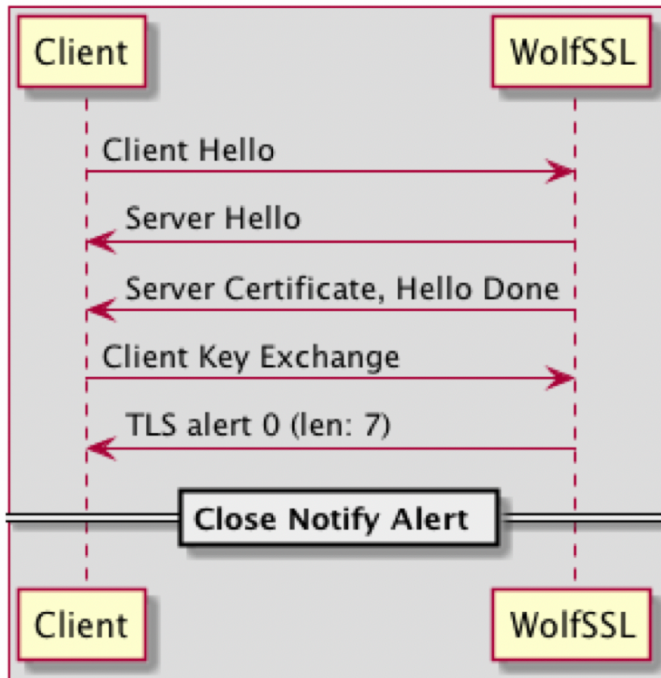 Client WolfSSL
Client Hello
Server Hello
Server Certificate, Hello Done
Client Key Exchange
TLS alert 0 (len: 7)
Close Notify Alert
Client WolfSSL